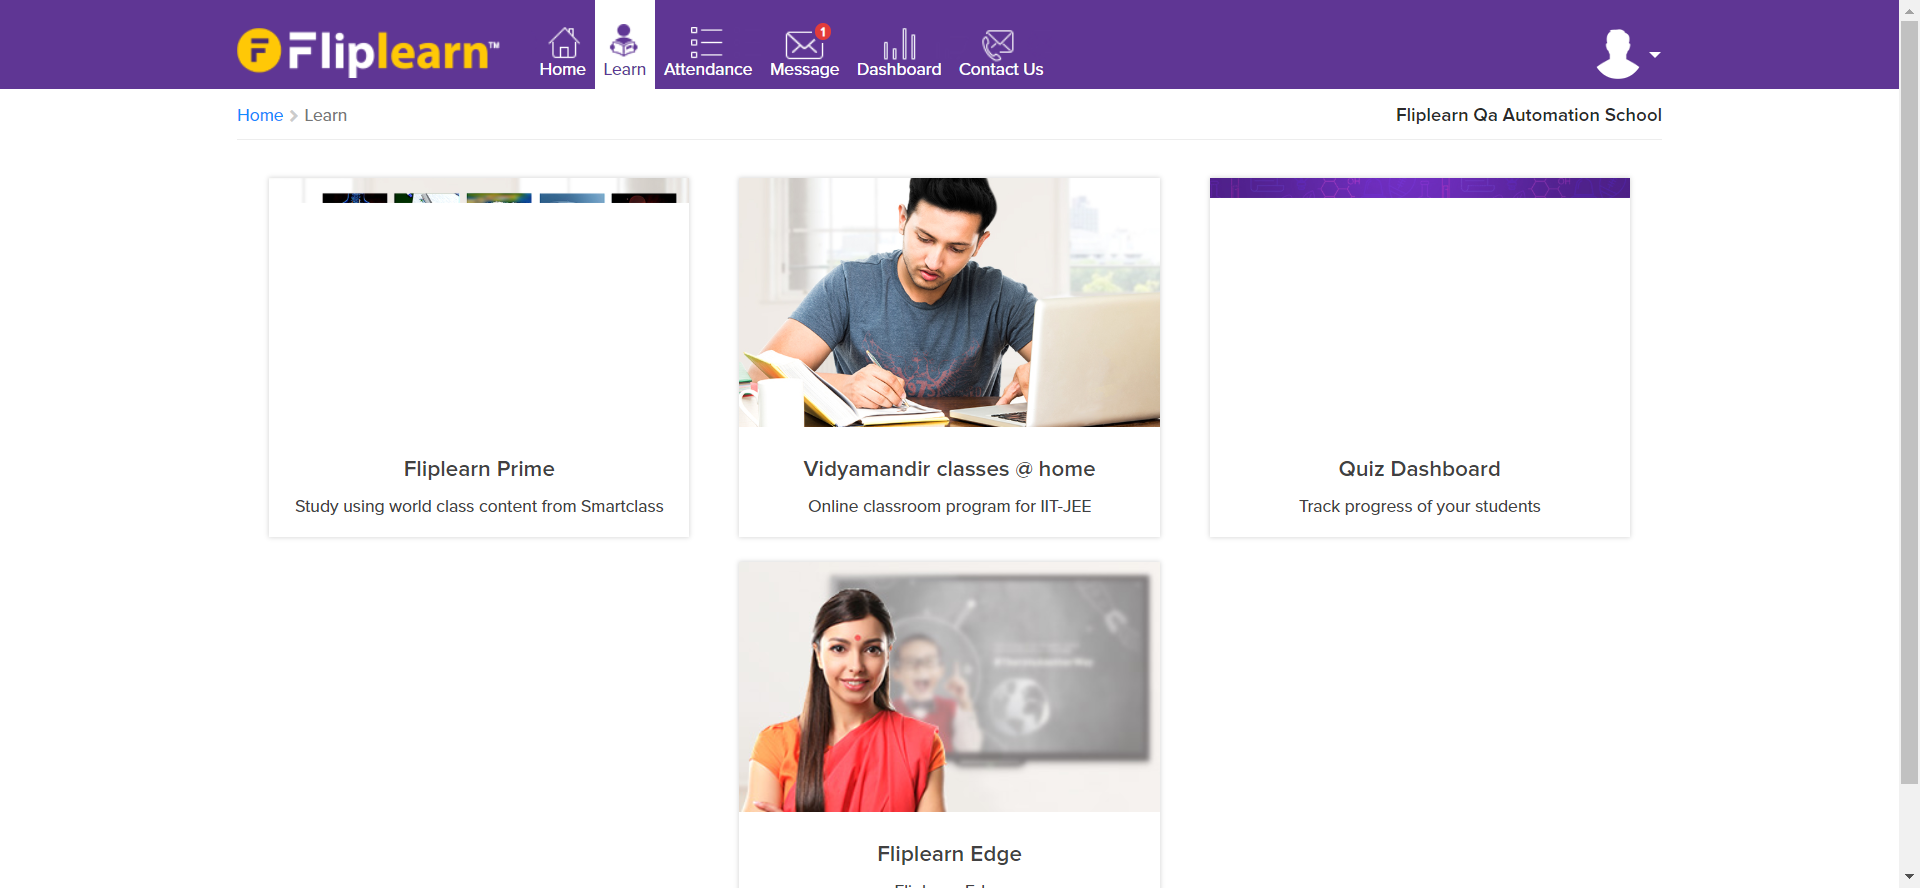 Fliplearn™
Home
Learn
Attendance
1
Message
Dashboard
Contact Us
Home > Learn
Fliplearn Qa Automation School
Fliplearn Prime
Study using world class content from Smartclass
Vidyamandir classes @ home
Online classroom program for IIT-JEE
Quiz Dashboard
Track progress of your students
Fliplearn Edge